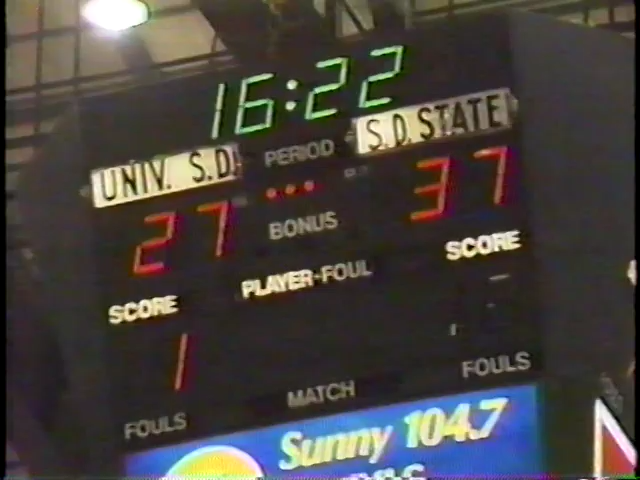 16:22
UNIV. S.D. PERIOD S.D. STATE
27 BONUS 37
SCORE PLAYER-FOUL SCORE
1
FOULS MATCH FOULS
Sunny 104.7